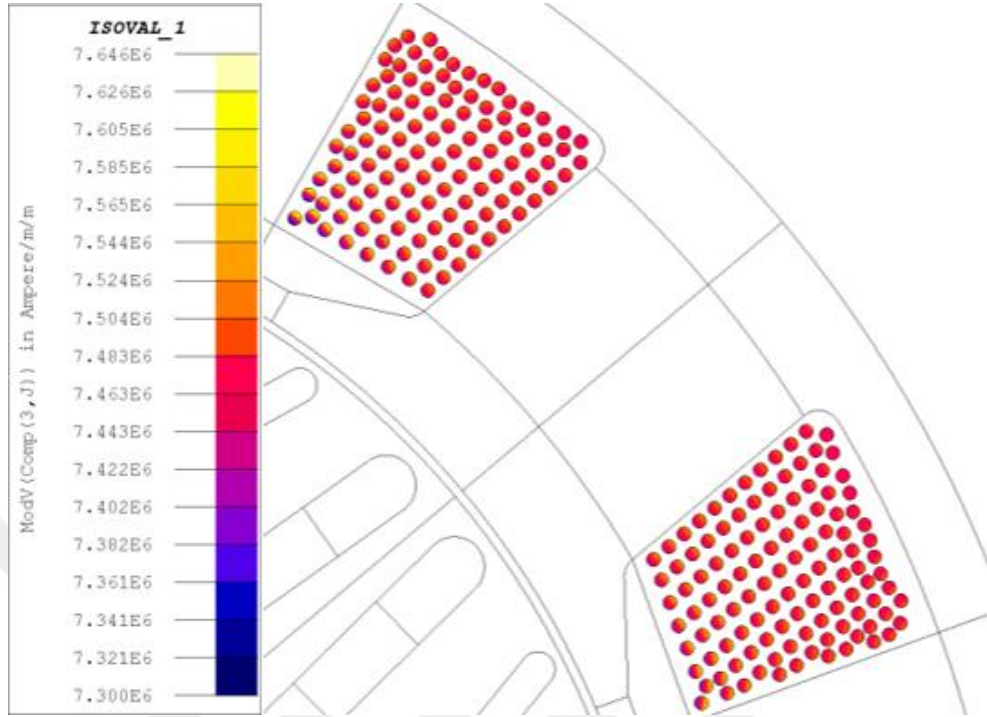 ISOVAL_1
7.646E6
7.626E6
7.605E6
7.585E6
7.565E6
7.544E6
7.524E6
7.504E6
7.483E6
7.463E6
7.443E6
7.422E6
7.402E6
7.382E6
7.361E6
7.341E6
7.321E6
7.300E6
ModV(Comp(3,J)) in Ampere/m/m